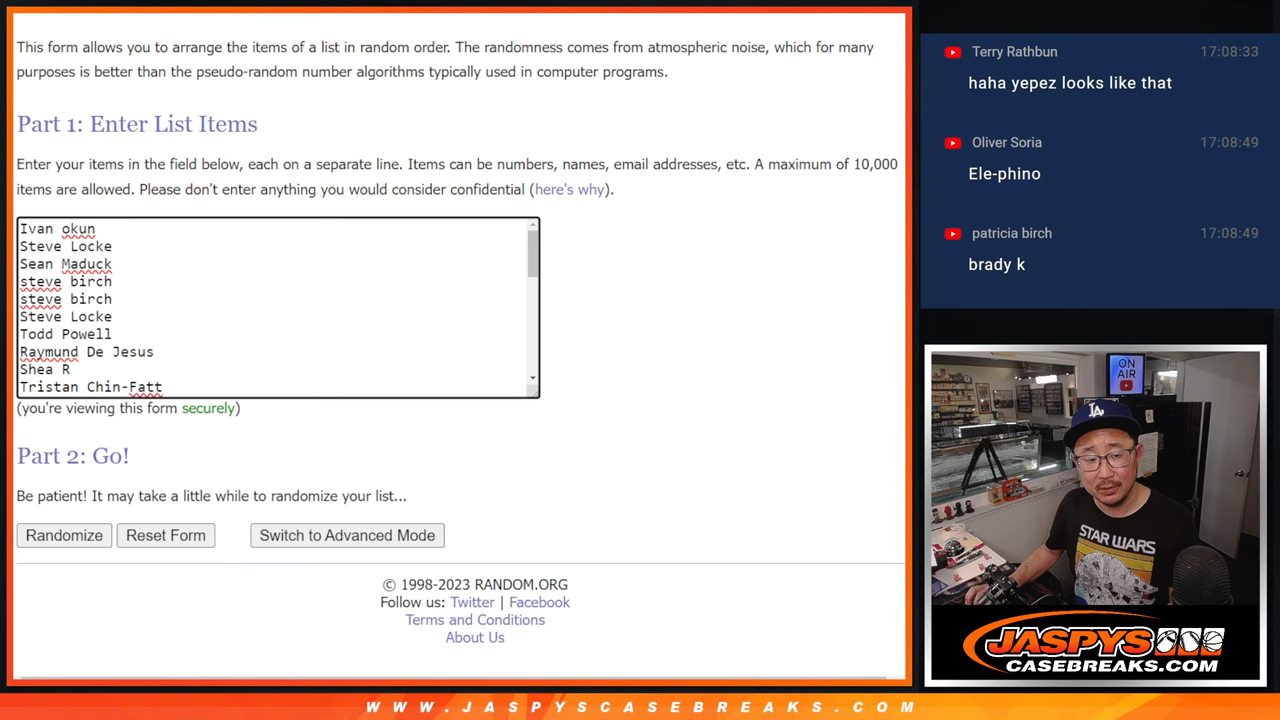 This form allows you to arrange the items of a list in random order. The randomness comes from atmospheric noise, which for many
purposes is better than the pseudo-random number algorithms typically used in computer programs.
Part 1: Enter List Items
Enter your items in the field below, each on a separate line. Items can be numbers, names, email addresses, etc. A maximum of 10,000
items are allowed. Please don't enter anything you would consider confidential (here's why).
Ivan okun
Steve Locke
Sean Maduck
steve birch
steve birch
Steve Locke
Todd Powell
Raymund De Jesus
Shea R
Tristan Chin-Fatt
(you're viewing this form securely)
Part 2: Go!
Be patient! It may take a little while to randomize your list...
Randomize Reset Form Switch to Advanced Mode
© 1998-2023 RANDOM.ORG
Follow us: Twitter | Facebook
Terms and Conditions
About Us
Terry Rathbun 17:08:33
haha yepez looks like that
Oliver Soria 17:08:49
Ele-phino
patricia birch 17:08:49
brady k
ON
AIR
LA
STAR WARS
JASPYS
CASEBREAKS.COM
WWW.JASPYSCASEBREAKS.COM